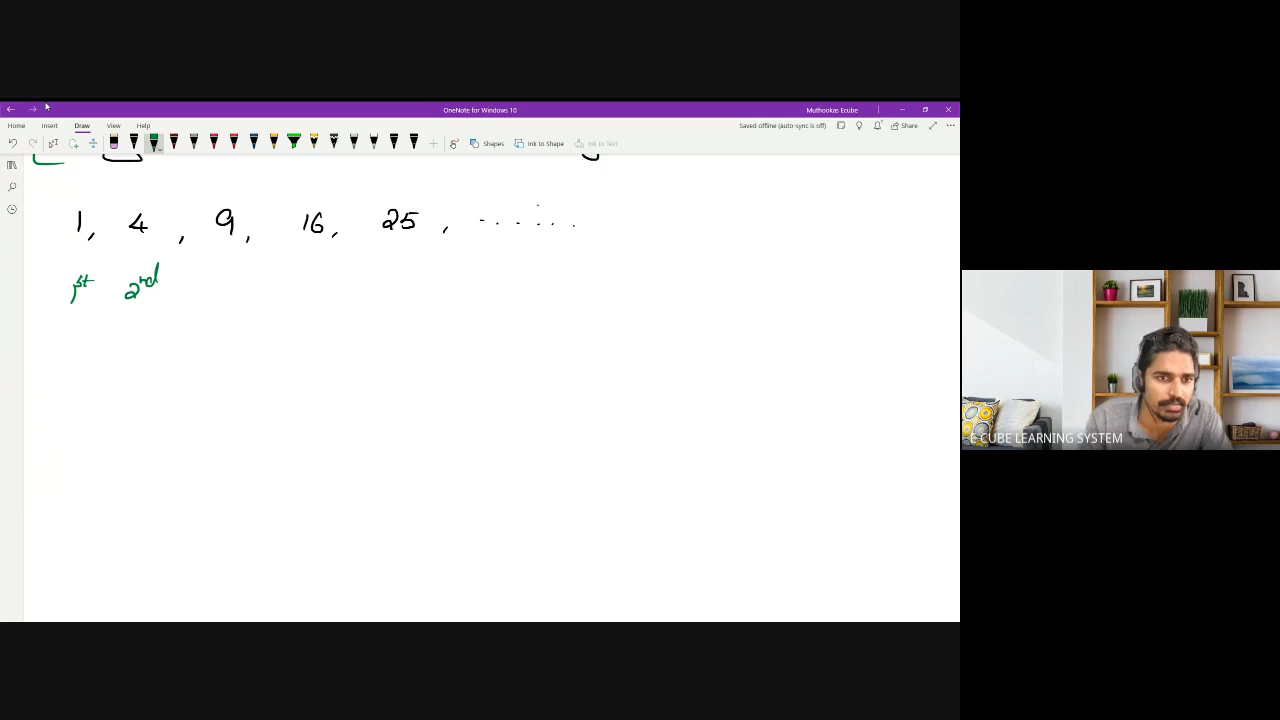 OneNote for Windows 10
Muthookas Ecube
Home Insert Draw View Help
Saved offline (auto-sync is off) Share
Shapes Ink to Shape Ink to Text
1, 4, 9, 16, 25, .......
1st 2nd
E CUBE LEARNING SYSTEM